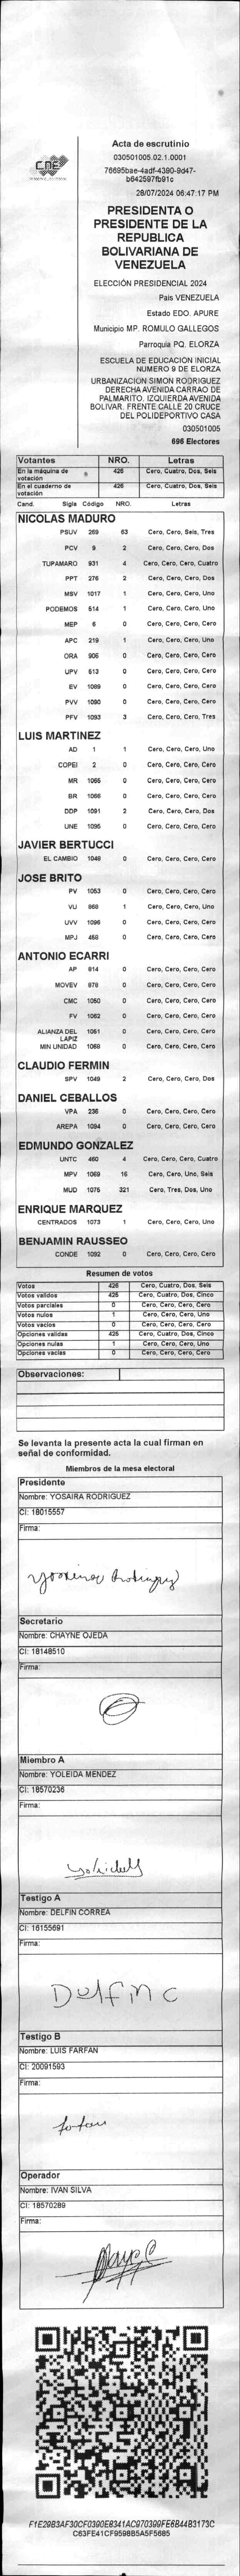 CNE
Acta de escrutinio
030501005.02.1.0001
76695bae-4adf-4390-9d47-
b642597fb91c
28/07/2024 06:47:17 PM
PRESIDENTA O
PRESIDENTE DE LA
REPUBLICA
BOLIVARIANA DE
VENEZUELA
ELECCIÓN PRESIDENCIAL 2024
País VENEZUELA
Estado EDO. APURE
Municipio MP. ROMULO GALLEGOS
Parroquia PQ. ELORZA
ESCUELA DE EDUCACION INICIAL
NUMERO 9 DE ELORZA
URBANIZACIÓN SIMON RODRIGUEZ
DERECHA AVENIDA CARRAO DE
PALMARITO. IZQUIERDA AVENIDA
BOLIVAR. FRENTE CALLE 20 CRUCE
DEL POLIDEPORTIVO CASA
030501005
696 Electores
Votantes NRO. Letras
En la máquina de votación 426 Cero, Cuatro, Dos, Seis
En el cuaderno de votación 426 Cero, Cuatro, Dos, Seis
Cand. Sigla Código NRO. Letras
NICOLAS MADURO
PSUV 269 63 Cero, Cero, Seis, Tres
PCV 9 2 Cero, Cero, Cero, Dos
TUPAMARO 931 4 Cero, Cero, Cero, Cuatro
PPT 276 2 Cero, Cero, Cero, Dos
MSV 1017 1 Cero, Cero, Cero, Uno
PODEMOS 514 1 Cero, Cero, Cero, Uno
MEP 6 0 Cero, Cero, Cero, Cero
APC 219 1 Cero, Cero, Cero, Uno
ORA 906 0 Cero, Cero, Cero, Cero
UPV 513 0 Cero, Cero, Cero, Cero
EV 1089 0 Cero, Cero, Cero, Cero
PVV 1090 0 Cero, Cero, Cero, Cero
PFV 1093 3 Cero, Cero, Cero, Tres
LUIS MARTINEZ
AD 1 1 Cero, Cero, Cero, Uno
COPEI 2 0 Cero, Cero, Cero, Cero
MR 1065 0 Cero, Cero, Cero, Cero
BR 1066 0 Cero, Cero, Cero, Cero
DDP 1091 2 Cero, Cero, Cero, Dos
UNE 1095 0 Cero, Cero, Cero, Cero
JAVIER BERTUCCI
EL CAMBIO 1048 0 Cero, Cero, Cero, Cero
JOSE BRITO
PV 1053 0 Cero, Cero, Cero, Cero
VU 868 1 Cero, Cero, Cero, Uno
UVV 1096 0 Cero, Cero, Cero, Cero
MPJ 458 0 Cero, Cero, Cero, Cero
ANTONIO ECARRI
AP 814 0 Cero, Cero, Cero, Cero
MOVEV 878 0 Cero, Cero, Cero, Cero
CMC 1050 0 Cero, Cero, Cero, Cero
FV 1062 0 Cero, Cero, Cero, Cero
ALIANZA DEL LAPIZ 1051 0 Cero, Cero, Cero, Cero
MIN UNIDAD 1068 0 Cero, Cero, Cero, Cero
CLAUDIO FERMIN
SPV 1049 2 Cero, Cero, Cero, Dos
DANIEL CEBALLOS
VPA 236 0 Cero, Cero, Cero, Cero
AREPA 1094 0 Cero, Cero, Cero, Cero
EDMUNDO GONZALEZ
UNTC 460 4 Cero, Cero, Cero, Cuatro
MPV 1069 16 Cero, Cero, Uno, Seis
MUD 1075 321 Cero, Tres, Dos, Uno
ENRIQUE MARQUEZ
CENTRADOS 1073 1 Cero, Cero, Cero, Uno
BENJAMIN RAUSSEO
CONDE 1092 0 Cero, Cero, Cero, Cero
Resumen de votos
Votos 426 Cero, Cuatro, Dos, Seis
Votos validos 425 Cero, Cuatro, Dos, Cinco
Votos parciales 0 Cero, Cero, Cero, Cero
Votos nulos 1 Cero, Cero, Cero, Uno
Votos vacios 0 Cero, Cero, Cero, Cero
Opciones validas 425 Cero, Cuatro, Dos, Cinco
Opciones nulas 1 Cero, Cero, Cero, Uno
Opciones vacías 0 Cero, Cero, Cero, Cero
Observaciones:
Se levanta la presente acta la cual firman en
señal de conformidad.
Miembros de la mesa electoral
Presidente
Nombre: YOSAIRA RODRIGUEZ
CI: 18015557
Firma:
Secretario
Nombre: CHAYNE OJEDA
CI: 18148510
Firma:
Miembro A
Nombre: YOLEIDA MENDEZ
CI: 18570236
Firma:
Testigo A
Nombre: DELFIN CORREA
CI: 16155691
Firma:
Testigo B
Nombre: LUIS FARFAN
CI: 20091593
Firma:
Operador
Nombre: IVAN SILVA
CI: 18570289
Firma: